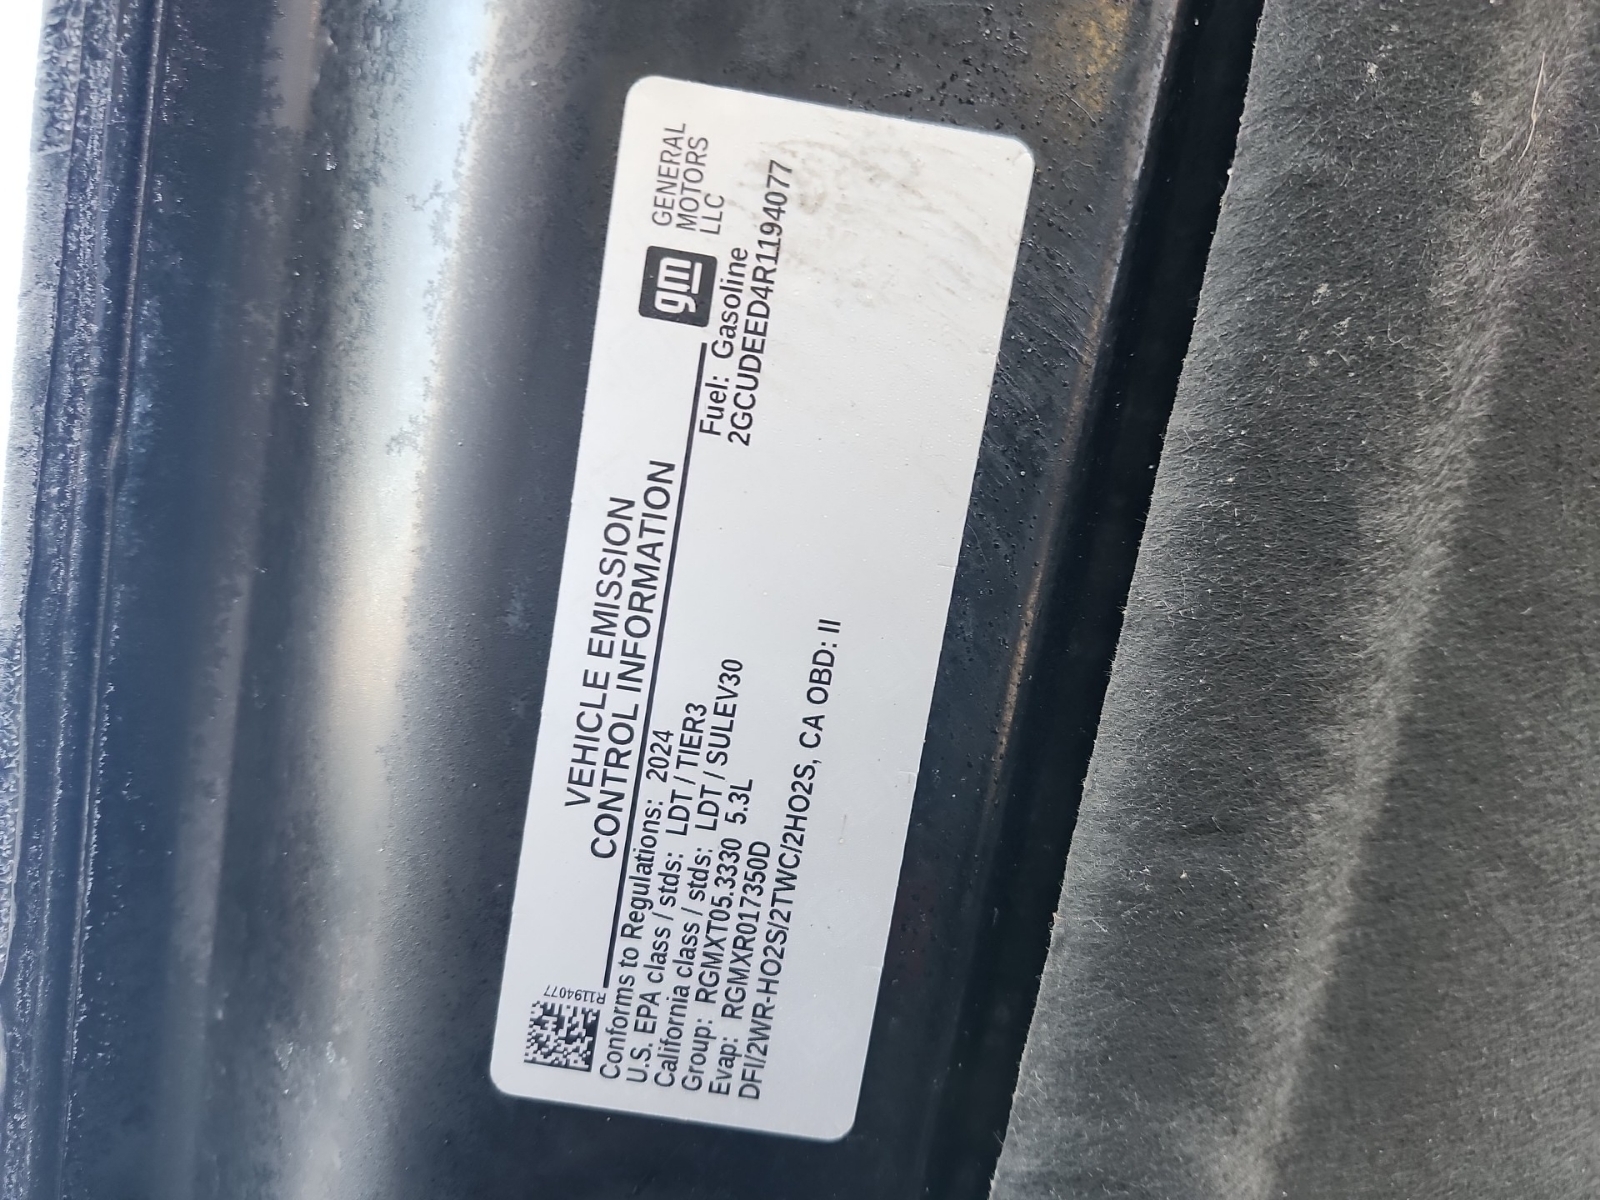 R1194077
VEHICLE EMISSION
CONTROL INFORMATION
gm
GENERAL
MOTORS
LLC
Conforms to Regulations: 2024
U.S. EPA class / stds: LDT / TIER3
California class / stds: LDT / SULEV30
Group: RGMXT05.3330 5.3L
Evap: RGMXR017350D
DFI/2WR-HO2S/2TWC/2HO2S, CA OBD: II
Fuel: Gasoline
2GCUDEED4R1194077